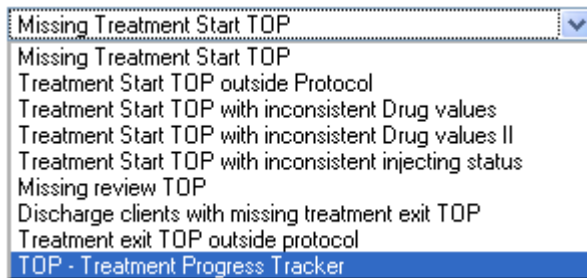 Missing Treatment Start TOP
Missing Treatment Start TOP
Treatment Start TOP outside Protocol
Treatment Start TOP with inconsistent Drug values
Treatment Start TOP with inconsistent Drug values II
Treatment Start TOP with inconsistent injecting status
Missing review TOP
Discharge clients with missing treatment exit TOP
Treatment exit TOP outside protocol
TOP - Treatment Progress Tracker